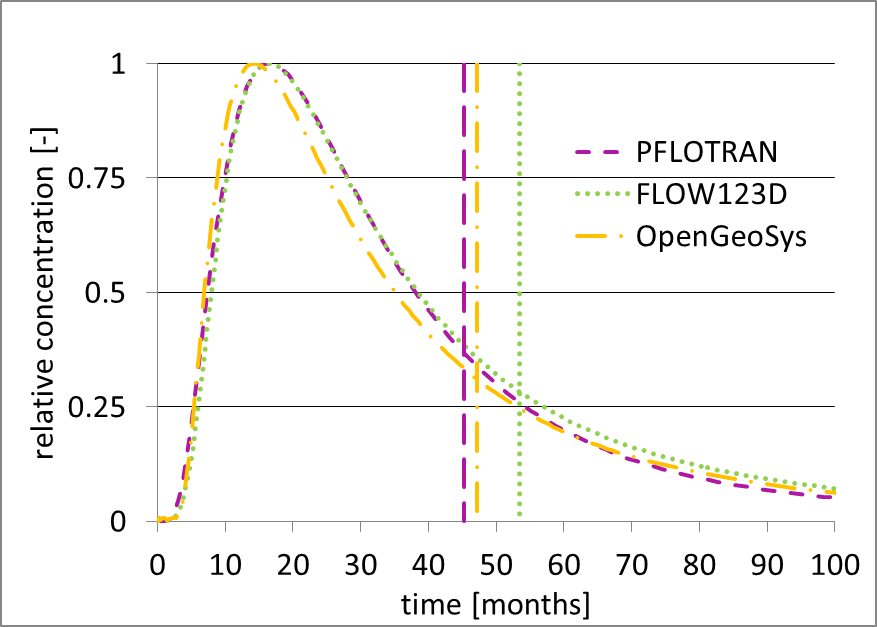 relative concentration [-]
1
0.75
0.5
0.25
0
0 10 20 30 40 50 60 70 80 90 100
time [months]
PFLOTRAN
FLOW123D
OpenGeoSys